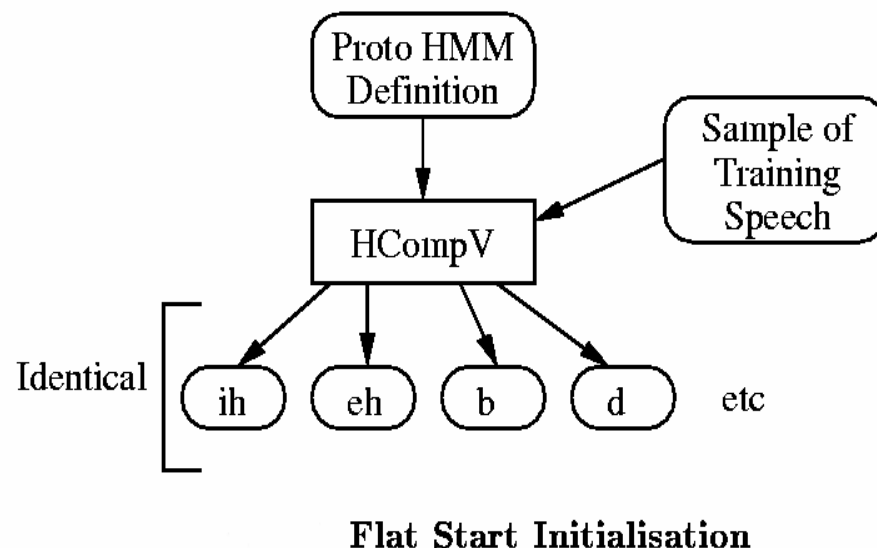 Proto HMM
Definition
Sample of
Training
Speech
HCompV
Identical
ih eh b d etc
Flat Start Initialisation